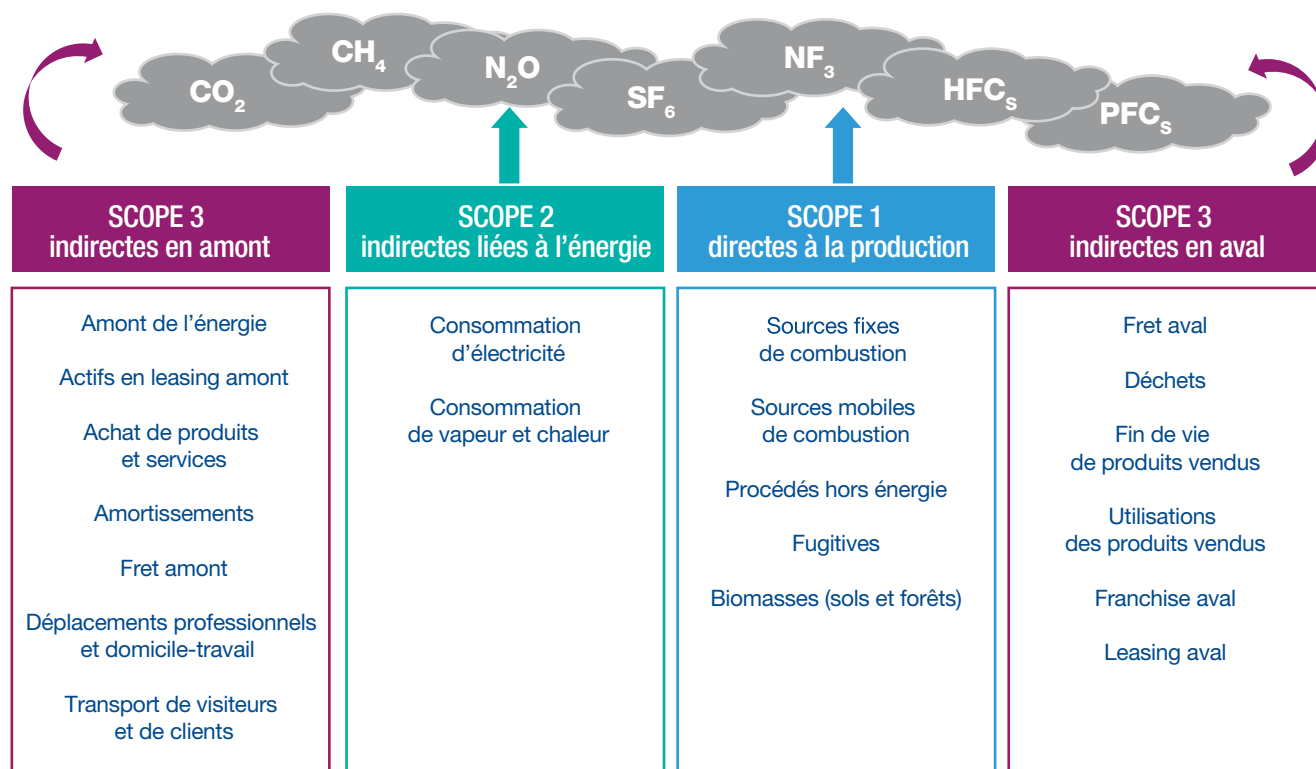 CO₂
CH₄
N₂O
SF₆
NF₃
HFCₛ
PFCₛ
SCOPE 3
indirectes en amont
Amont de l’énergie
Actifs en leasing amont
Achat de produits
et services
Amortissements
Fret amont
Déplacements professionnels
et domicile-travail
Transport de visiteurs
et de clients
SCOPE 2
indirectes liées à l’énergie
Consommation
d’électricité
Consommation
de vapeur et chaleur
SCOPE 1
directes à la production
Sources fixes
de combustion
Sources mobiles
de combustion
Procédés hors énergie
Fugitives
Biomasses (sols et forêts)
SCOPE 3
indirectes en aval
Fret aval
Déchets
Fin de vie
de produits vendus
Utilisations
des produits vendus
Franchise aval
Leasing aval